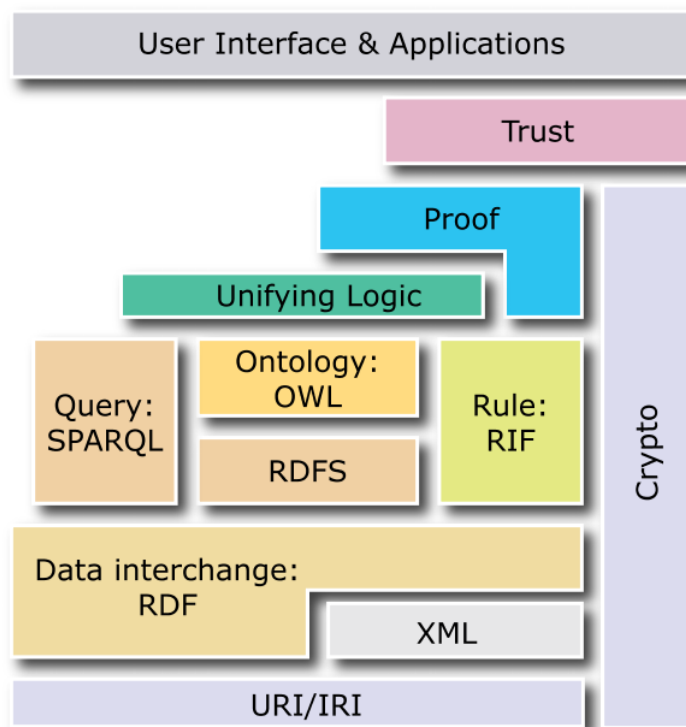 User Interface & Applications
Trust
Proof
Unifying Logic
Query:
SPARQL
Ontology:
OWL
RDFS
Rule:
RIF
Crypto
Data interchange:
RDF
XML
URI/IRI